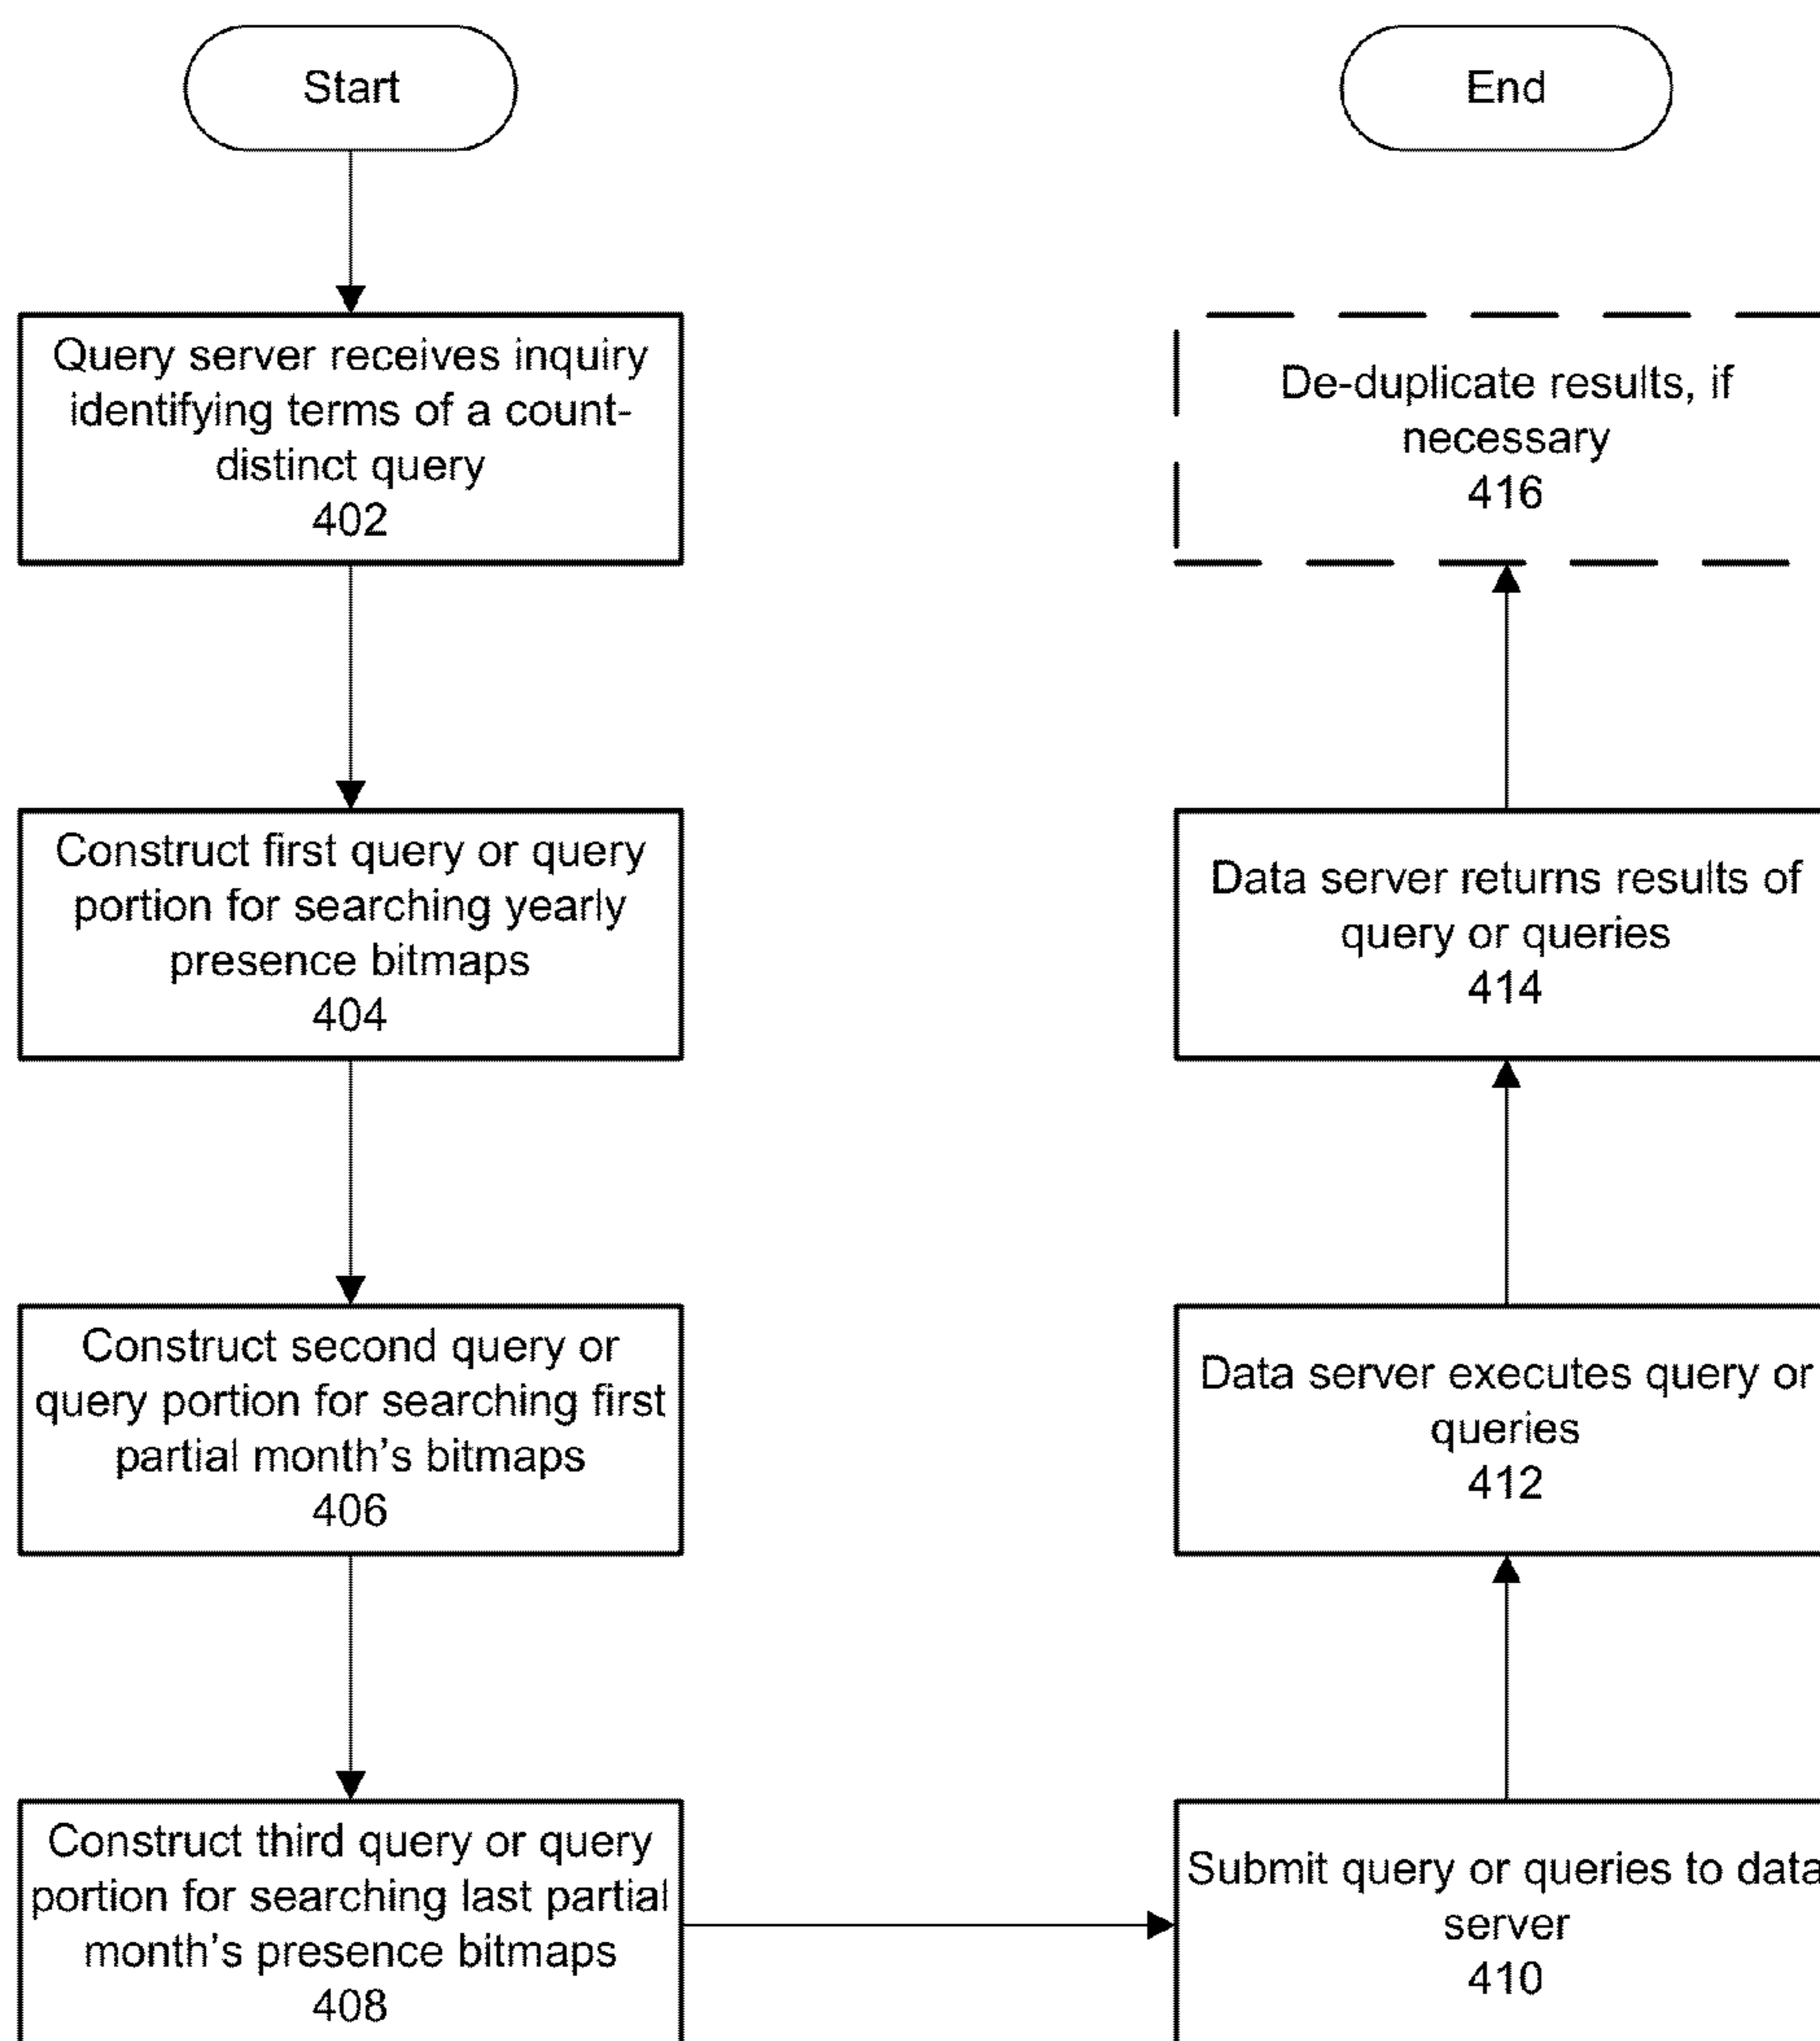 Start
Query server receives inquiry
identifying terms of a count-
distinct query
402
Construct first query or query
portion for searching yearly
presence bitmaps
404
Construct second query or
query portion for searching first
partial month's bitmaps
406
Construct third query or query
portion for searching last partial
month's presence bitmaps
408
Submit query or queries to data
server
410
Data server executes query or
queries
412
Data server returns results of
query or queries
414
De-duplicate results, if
necessary
416
End